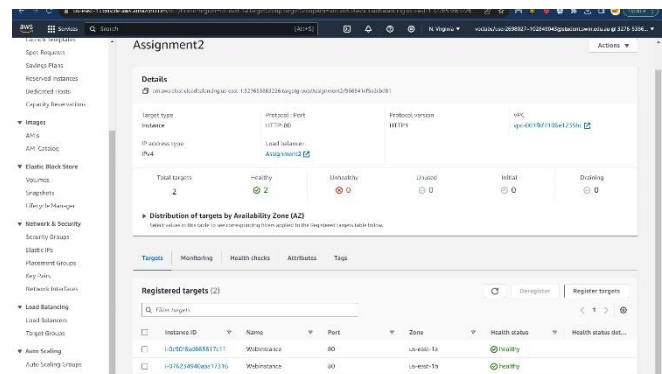 aws Services Search [Alt+S] N. Virginia
Assignment2
Actions
Launch Templates
Spot Requests
Savings Plans
Reserved Instances
Dedicated Hosts
Capacity Reservations
Images
AMIs
AMI Catalog
Elastic Block Store
Volumes
Snapshots
Lifecycle Manager
Network & Security
Security Groups
Elastic IPs
Placement Groups
Key Pairs
Network Interfaces
Load Balancing
Load Balancers
Target Groups
Auto Scaling
Auto Scaling Groups
Details
Target type Protocol : Port Protocol version VPC
Instance HTTP: 80 HTTP1
IP address type Load balancer
IPv4 Assignment2
Total targets Healthy Unhealthy Unused Initial Draining
2 2 0 0 0 0
Distribution of targets by Availability Zone (AZ)
Select values in this table to see corresponding filters applied to the Registered targets table below.
Targets Monitoring Health checks Attributes Tags
Registered targets (2) Deregister Register targets
Filter targets 1
Instance ID Name Port Zone Health status Health status det...
Webinstance 80 us-east-1a healthy
i-076234940aaa17316 Webinstance 80 us-east-1b healthy